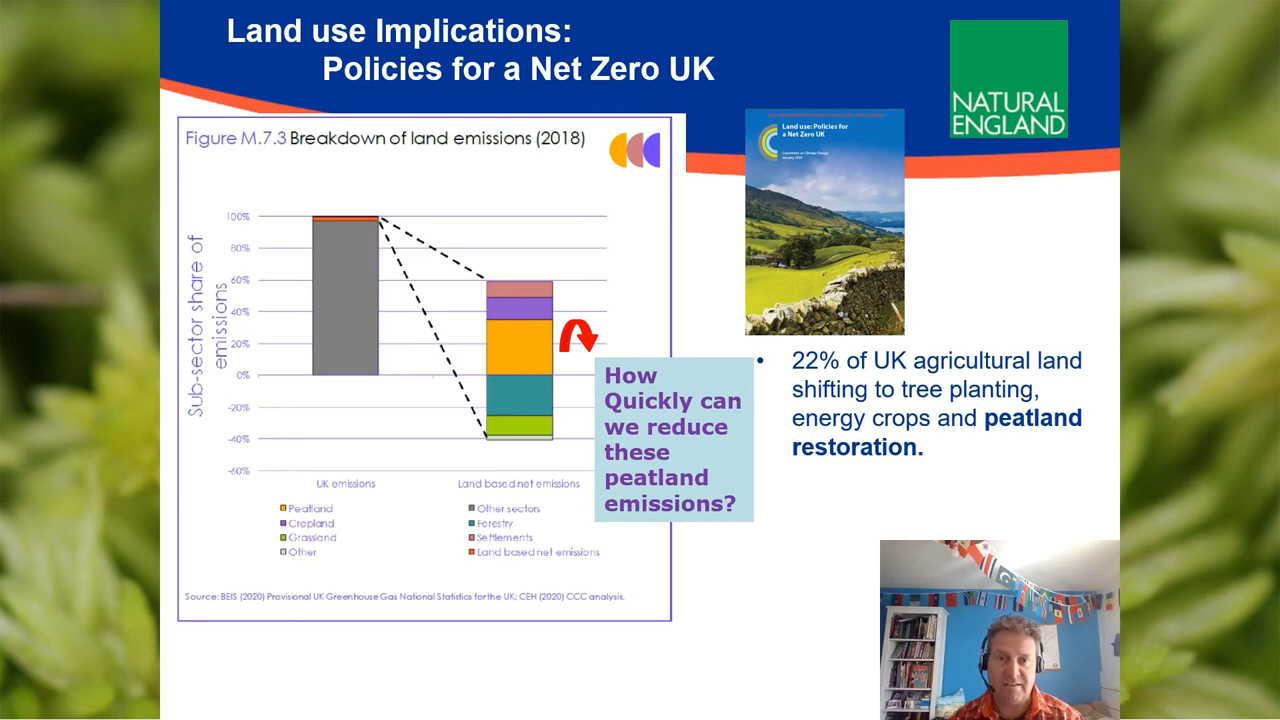 Land use Implications:
Policies for a Net Zero UK
NATURAL
ENGLAND
Figure M.7.3 Breakdown of land emissions (2018)
Sub-sector share of
emissions
100%
80%
60%
40%
20%
0%
-20%
-40%
-60%
UK emissions
Land based net emissions
Peatland
Other sectors
Cropland
Forestry
Grassland
Settlements
Other
Land based net emissions
Source: BEIS (2020) Provisional UK Greenhouse Gas National Statistics for the UK; CEH (2020) CCC analysis.
How
Quickly can
we reduce
these
peatland
emissions?
Land use: Policies for
a Net Zero UK
Committee on Climate Change
January 2020
• 22% of UK agricultural land
shifting to tree planting,
energy crops and peatland
restoration.